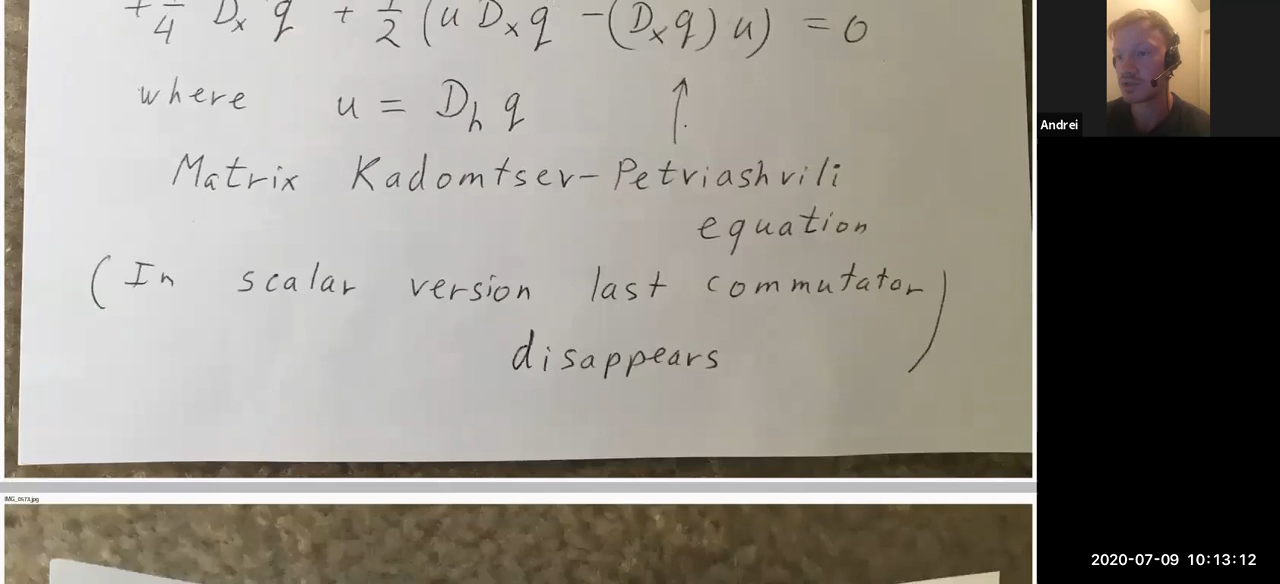 + 1/4 Dₓ q + 1/2 (u Dₓ q − (Dₓ q) u) = 0
where u = Dₕ q ↑
Matrix Kadomtsev-Petriashvili
equation
(In scalar version last commutator)
disappears
IMG_0573.jpg
Andrei
2020-07-09 10:13:12